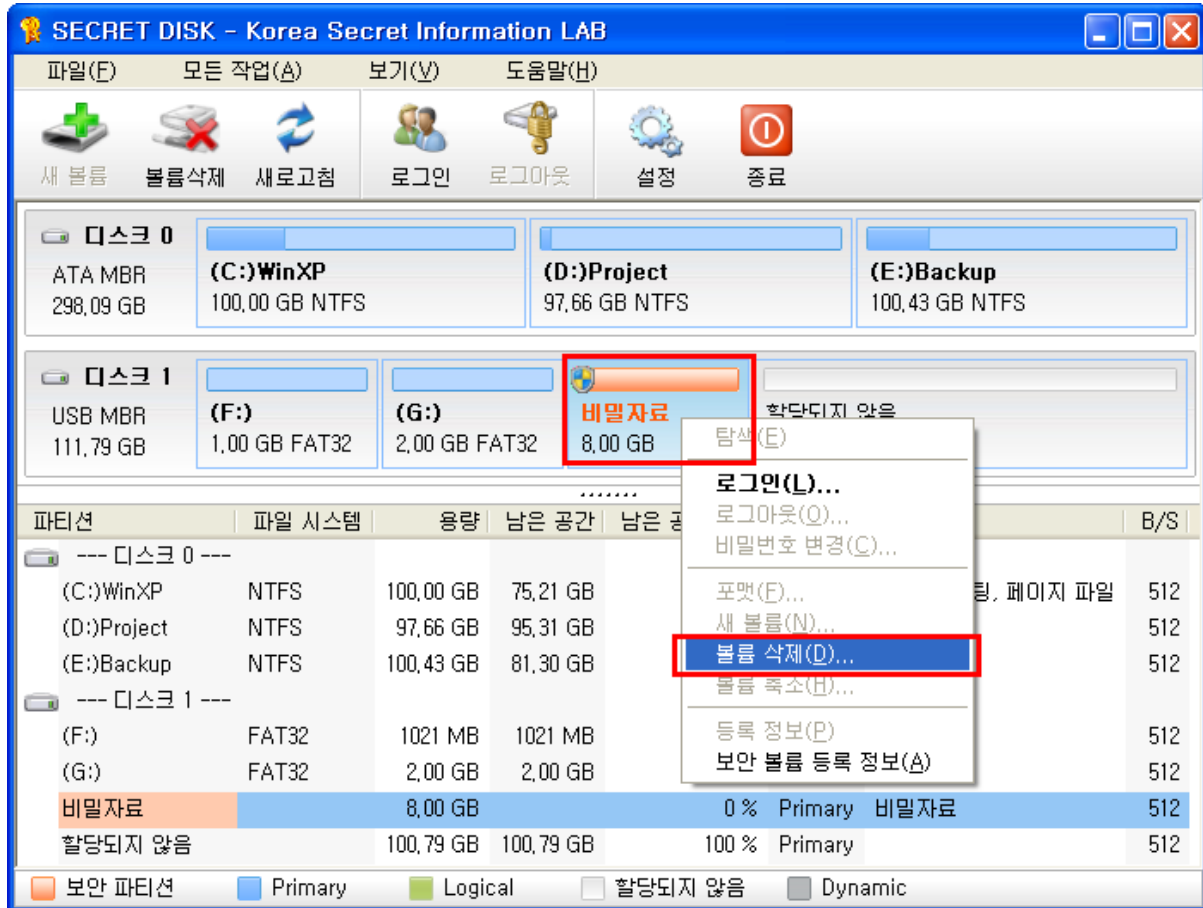 SECRET DISK - Korea Secret Information LAB
파일(F) 모든 작업(A) 보기(V) 도움말(H)
새 볼륨 볼륨삭제 새로고침 로그인 로그아웃 설정 종료
디스크 0
ATA MBR
298,09 GB
(C:)WinXP
100,00 GB NTFS
(D:)Project
97,66 GB NTFS
(E:)Backup
100,43 GB NTFS
디스크 1
USB MBR
111,79 GB
(F:)
1,00 GB FAT32
(G:)
2,00 GB FAT32
비밀자료
8,00 GB
할당되지 않음
탐색(E)
로그인(L)...
로그아웃(O)...
비밀번호 변경(C)...
포맷(F)...
새 볼륨(N)...
볼륨 삭제(D)...
볼륨 축소(H)...
등록 정보(P)
보안 볼륨 등록 정보(A)
파티션 파일 시스템 용량 남은 공간 남은 B/S
--- 디스크 0 ---
(C:)WinXP NTFS 100,00 GB 75,21 GB 페이지 파일 512
(D:)Project NTFS 97,66 GB 95,31 GB 512
(E:)Backup NTFS 100,43 GB 81,30 GB 512
--- 디스크 1 ---
(F:) FAT32 1021 MB 1021 MB 512
(G:) FAT32 2,00 GB 2,00 GB 512
비밀자료 8,00 GB 0 % Primary 비밀자료 512
할당되지 않음 100,79 GB 100,79 GB 100 % Primary 512
보안 파티션 Primary Logical 할당되지 않음 Dynamic